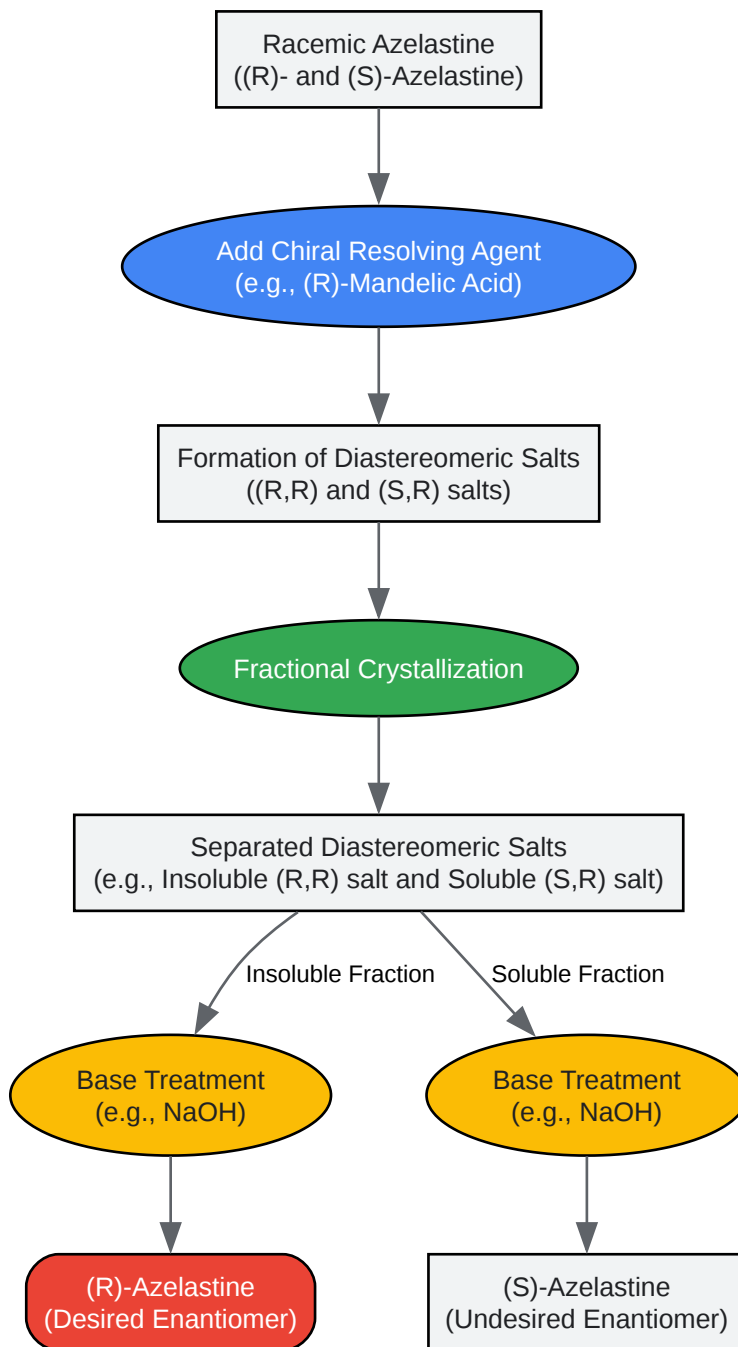 Racemic Azelastine
((R)- and (S)-Azelastine)
Add Chiral Resolving Agent
(e.g., (R)-Mandelic Acid)
Formation of Diastereomeric Salts
((R,R) and (S,R) salts)
Fractional Crystallization
Separated Diastereomeric Salts
(e.g., Insoluble (R,R) salt and Soluble (S,R) salt)
Insoluble Fraction
Soluble Fraction
Base Treatment
(e.g., NaOH)
Base Treatment
(e.g., NaOH)
(R)-Azelastine
(Desired Enantiomer)
(S)-Azelastine
(Undesired Enantiomer)